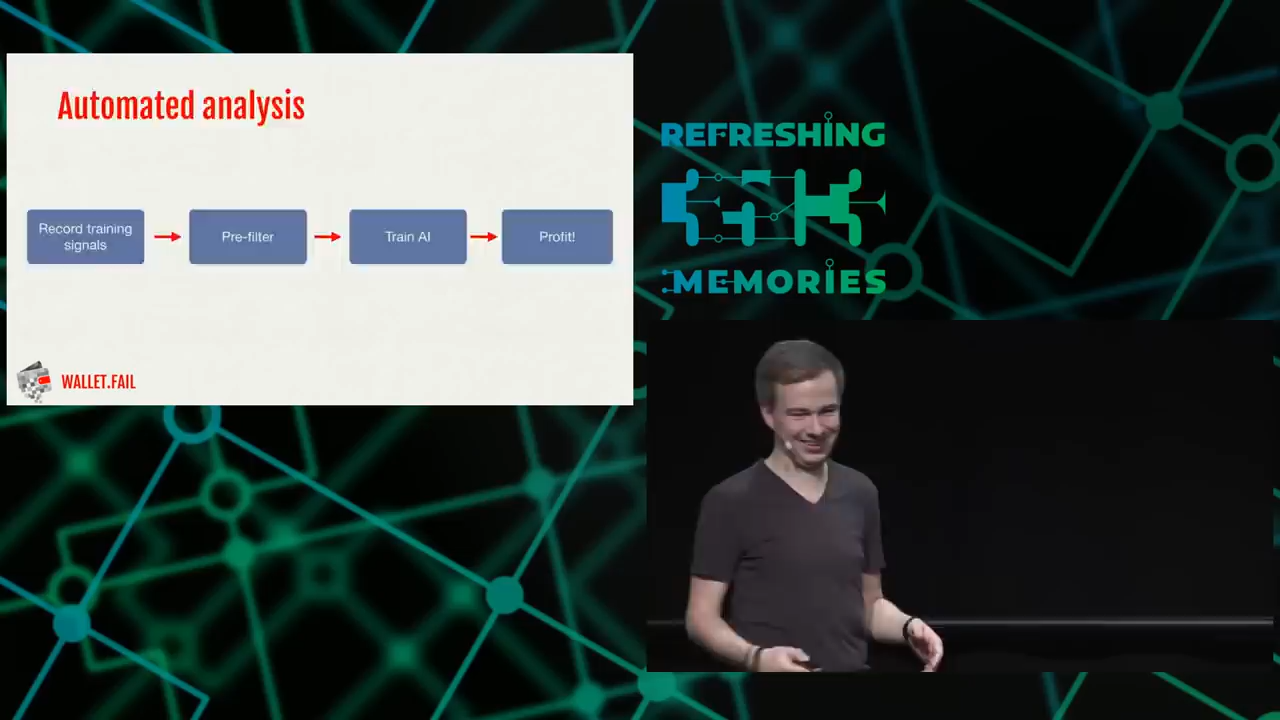 Automated analysis
Record training
signals
Pre-filter
Train AI
Profit!
WALLET.FAIL
REFRESHING
MEMORIES